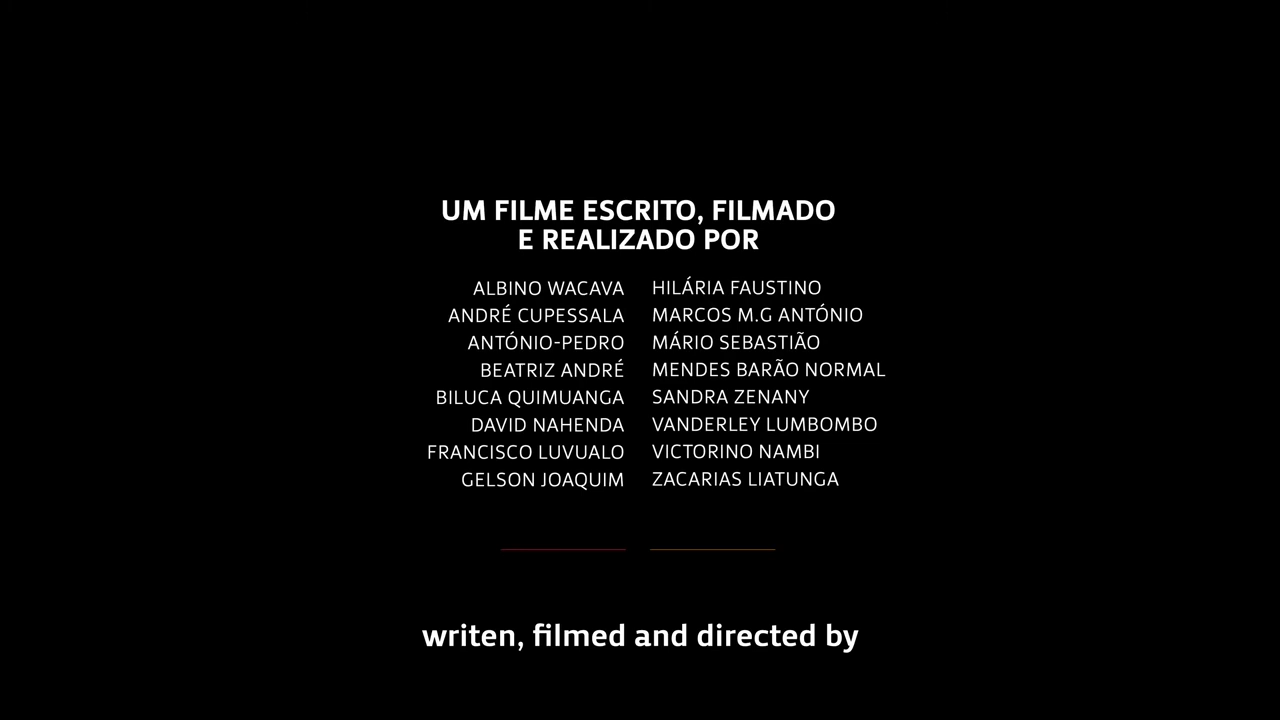 UM FILME ESCRITO, FILMADO
E REALIZADO POR
ALBINO WACAVA
ANDRÉ CUPESSALA
ANTÓNIO-PEDRO
BEATRIZ ANDRÉ
BILUCA QUIMUANGA
DAVID NAHENDA
FRANCISCO LUVUALO
GELSON JOAQUIM
HILÁRIA FAUSTINO
MARCOS M.G ANTÓNIO
MÁRIO SEBASTIÃO
MENDES BARÃO NORMAL
SANDRA ZENANY
VANDERLEY LUMBOMBO
VICTORINO NAMBI
ZACARIAS LIATUNGA
writen, filmed and directed by